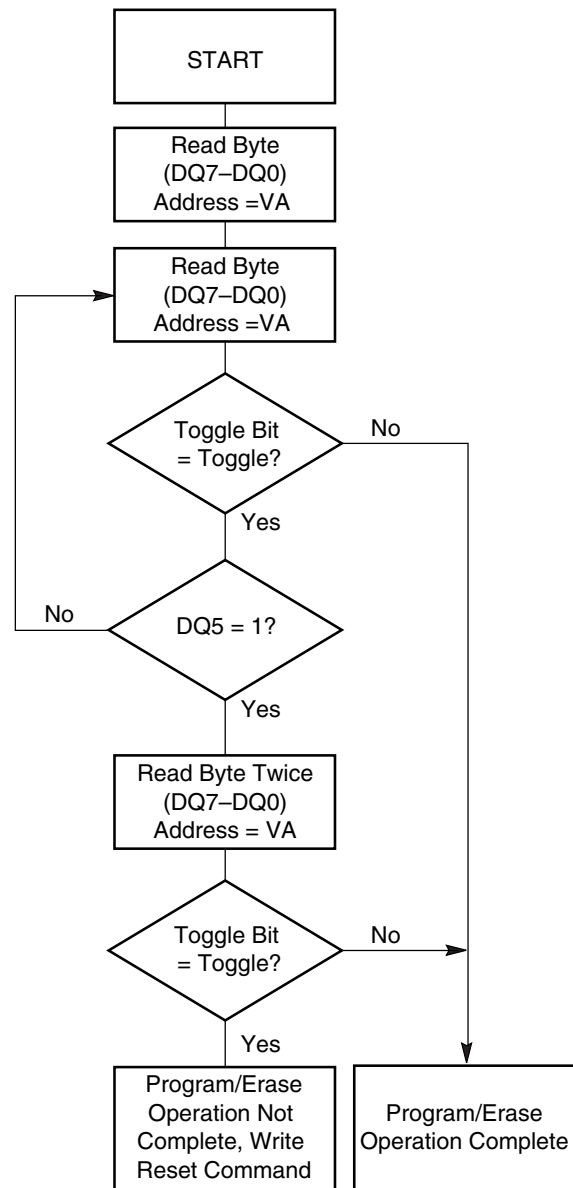 START
Read Byte
(DQ7–DQ0)
Address =VA
Read Byte
(DQ7–DQ0)
Address =VA
Toggle Bit
= Toggle?
No
Yes
No
DQ5 = 1?
Yes
Read Byte Twice
(DQ7–DQ0)
Address = VA
Toggle Bit
= Toggle?
No
Yes
Program/Erase
Operation Not
Complete, Write
Reset Command
Program/Erase
Operation Complete